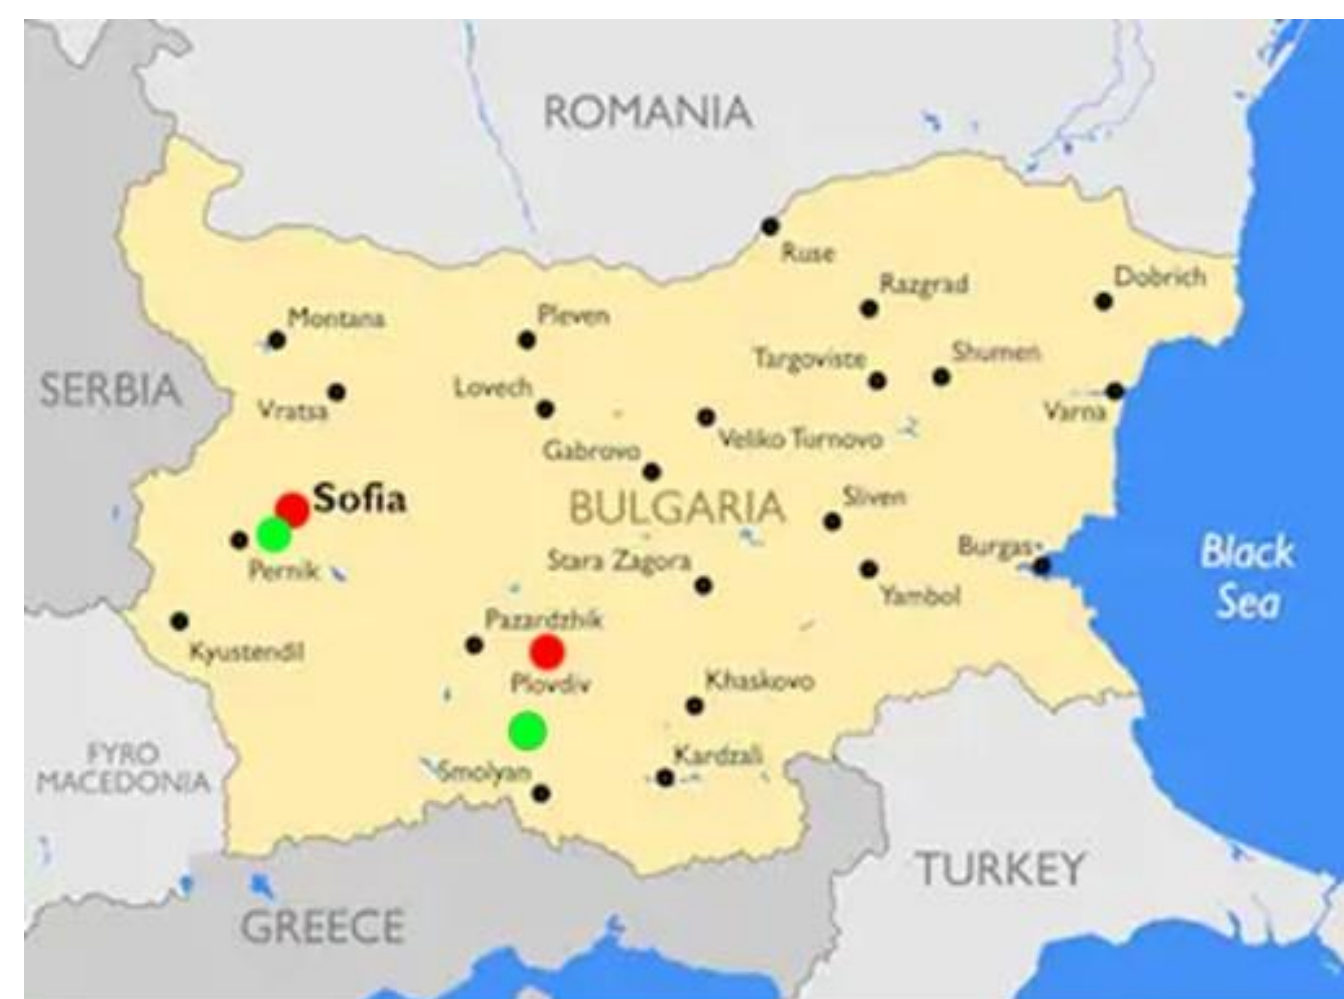 ROMANIA
Ruse
Razgrad
Dobrich
Montana
Pleven
Targoviste
Shumen
SERBIA
Lovech
Vratsa
Varna
Veliko Turnovo
Gabrovo
Sofia
BULGARIA
Sliven
Burgas
Black
Sea
Stara Zagora
Pernik
Yambol
Pazardzhik
Kyustendil
Plovdiv
Khaskovo
FYRO
MACEDONIA
Kardzali
Smolyan
TURKEY
GREECE